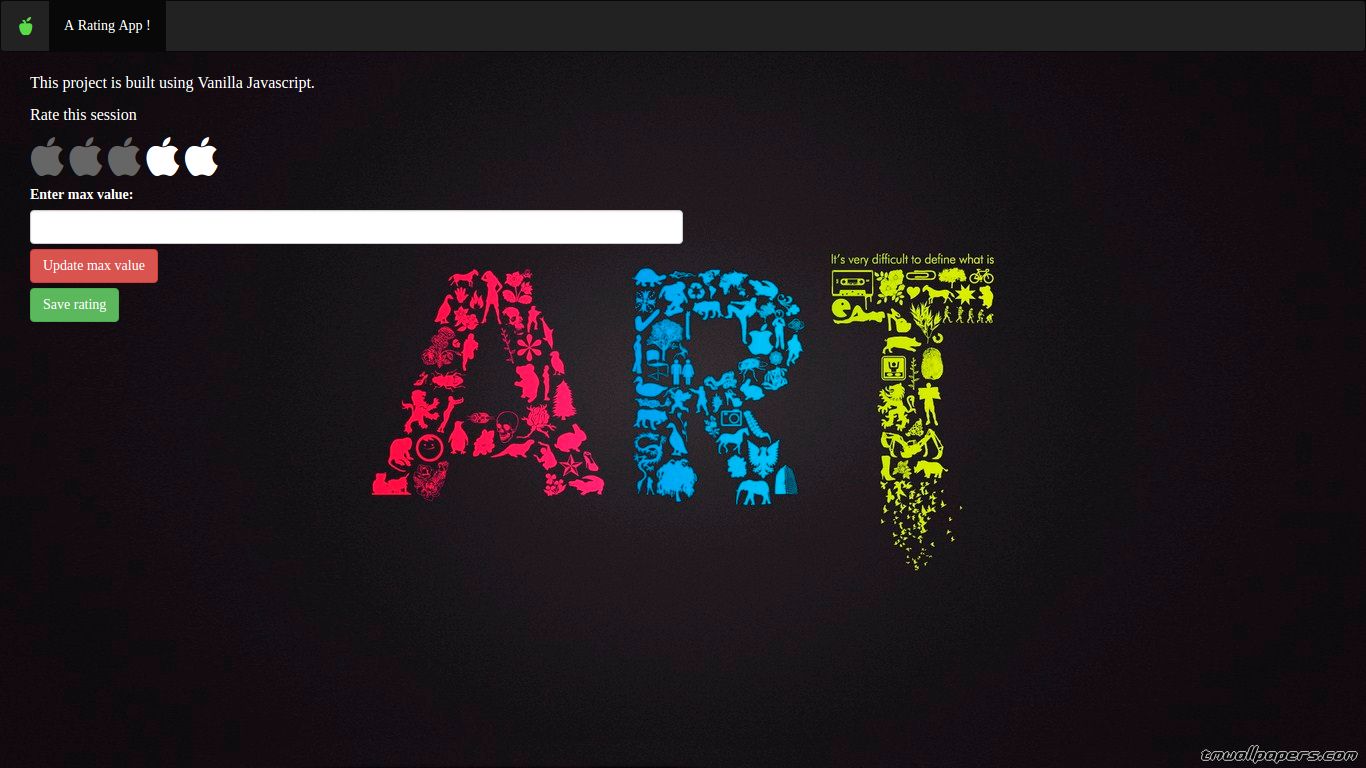 A Rating App !
This project is built using Vanilla Javascript.
Rate this session
Enter max value:
Update max value
Save rating
It's very difficult to define what is
ART
tmwallpapers.com